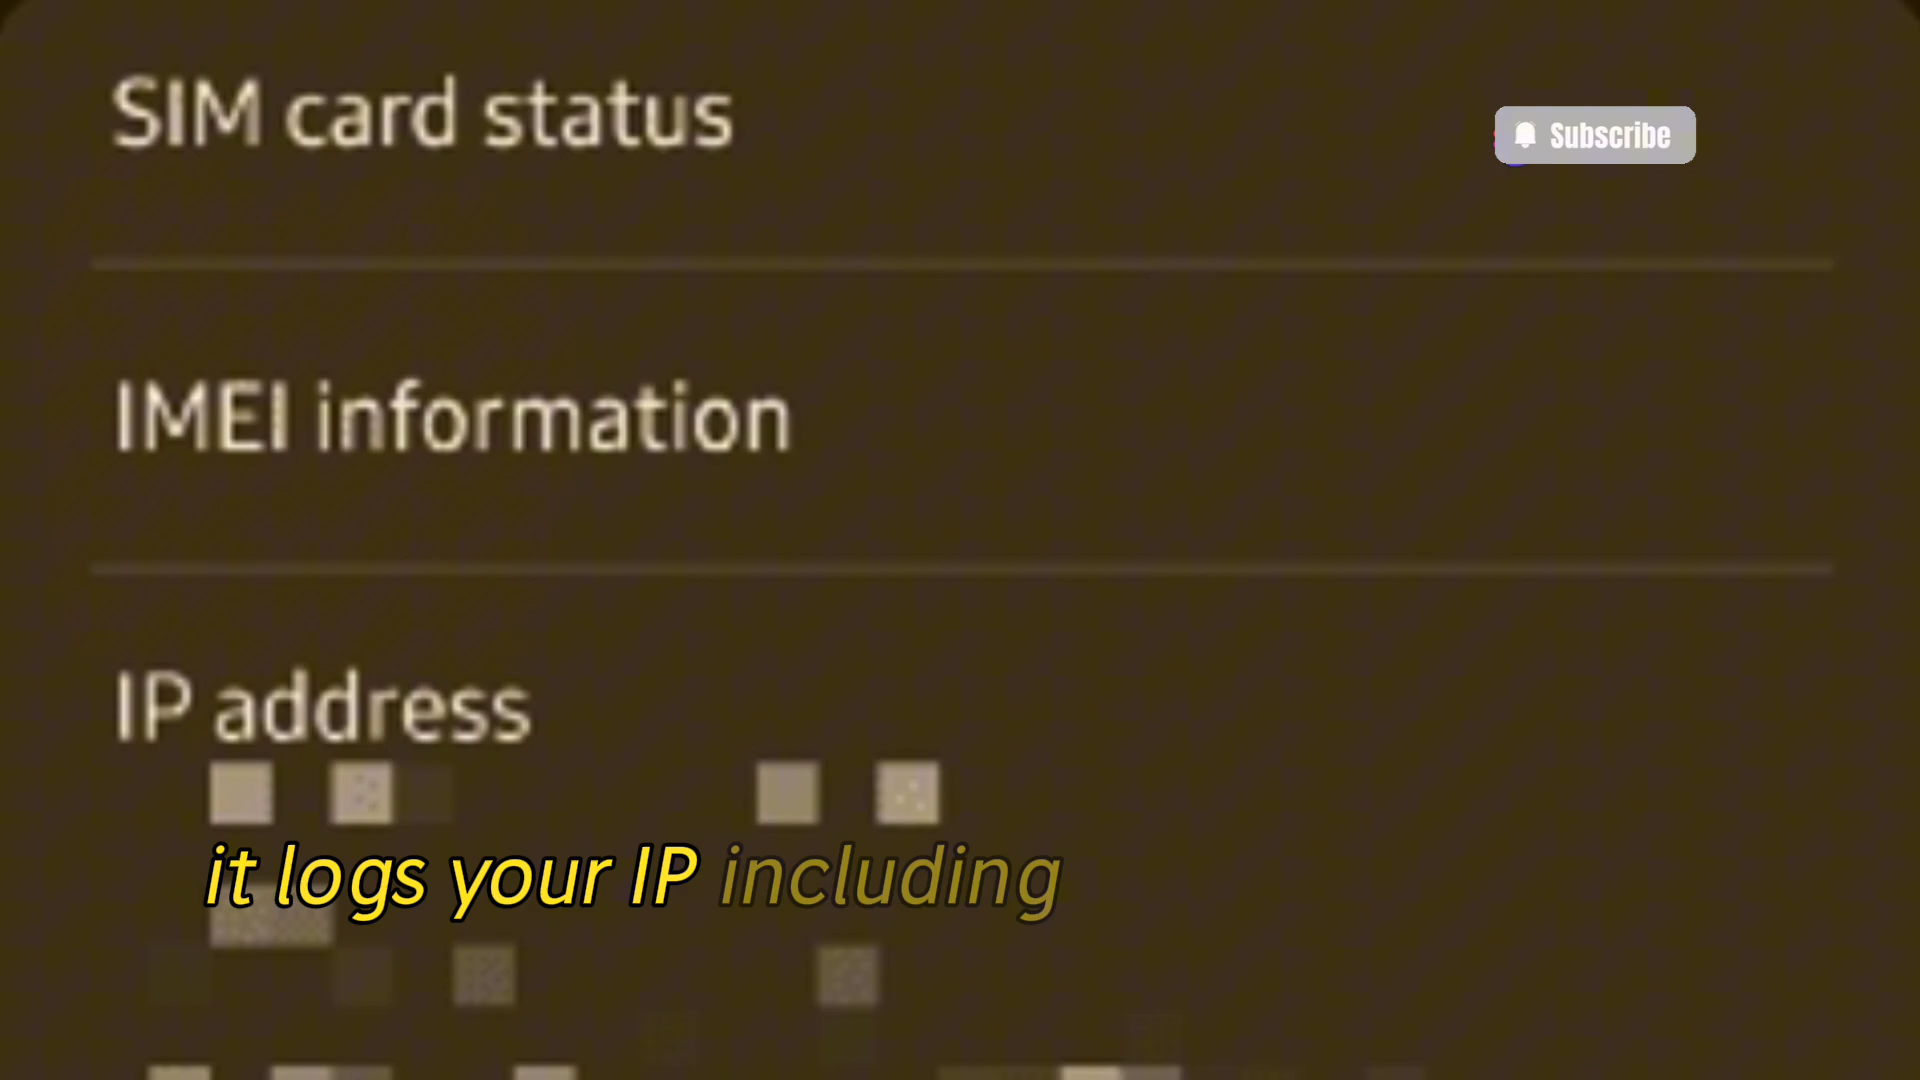 SIM card status
Subscribe
IMEI information
IP address
it logs your IP including